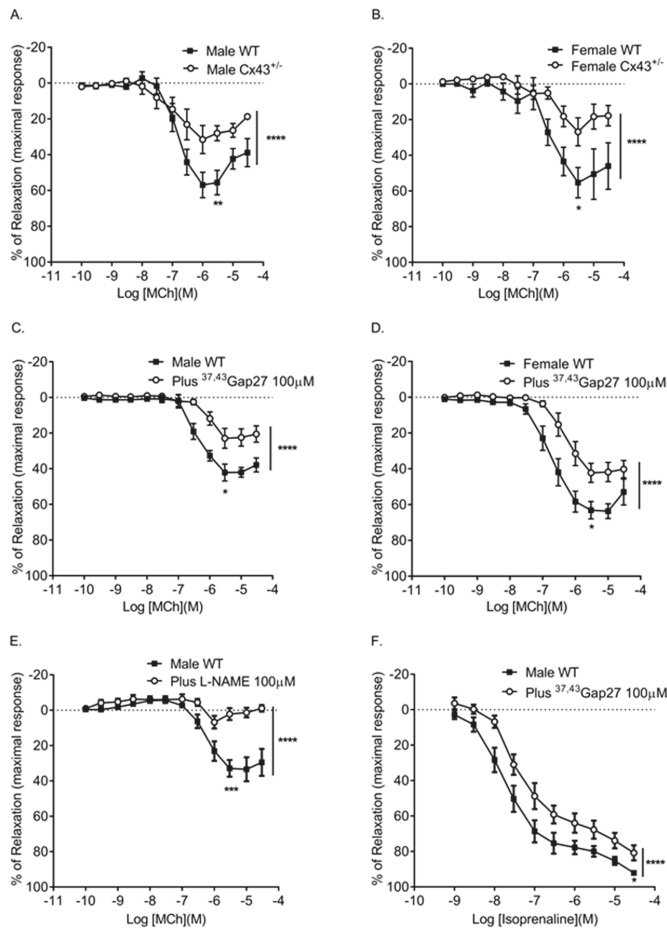 A.
Male WT
Male Cx43+/-
% of Relaxation (maximal response)
-20
0
20
40
60
80
100
****
**
-11 -10 -9 -8 -7 -6 -5 -4
Log [MCh](M)
B.
Female WT
Female Cx43+/-
% of Relaxation (maximal response)
-20
0
20
40
60
80
100
****
*
-11 -10 -9 -8 -7 -6 -5 -4
Log [MCh](M)
C.
Male WT
Plus 37,43Gap27 100μM
% of Relaxation (maximal response)
-20
0
20
40
60
80
100
****
*
-11 -10 -9 -8 -7 -6 -5 -4
Log [MCh](M)
D.
Female WT
Plus 37,43Gap27 100μM
% of Relaxation (maximal response)
-20
0
20
40
60
80
100
****
*
-11 -10 -9 -8 -7 -6 -5 -4
Log [MCh](M)
E.
Male WT
Plus L-NAME 100μM
% of Relaxation (maximal response)
-20
0
20
40
60
80
100
****
***
-11 -10 -9 -8 -7 -6 -5 -4
Log [MCh](M)
F.
Male WT
Plus 37,43Gap27 100μM
% of Relaxation (maximal response)
-20
0
20
40
60
80
100
****
*
-10 -9 -8 -7 -6 -5 -4
Log [Isoprenaline](M)